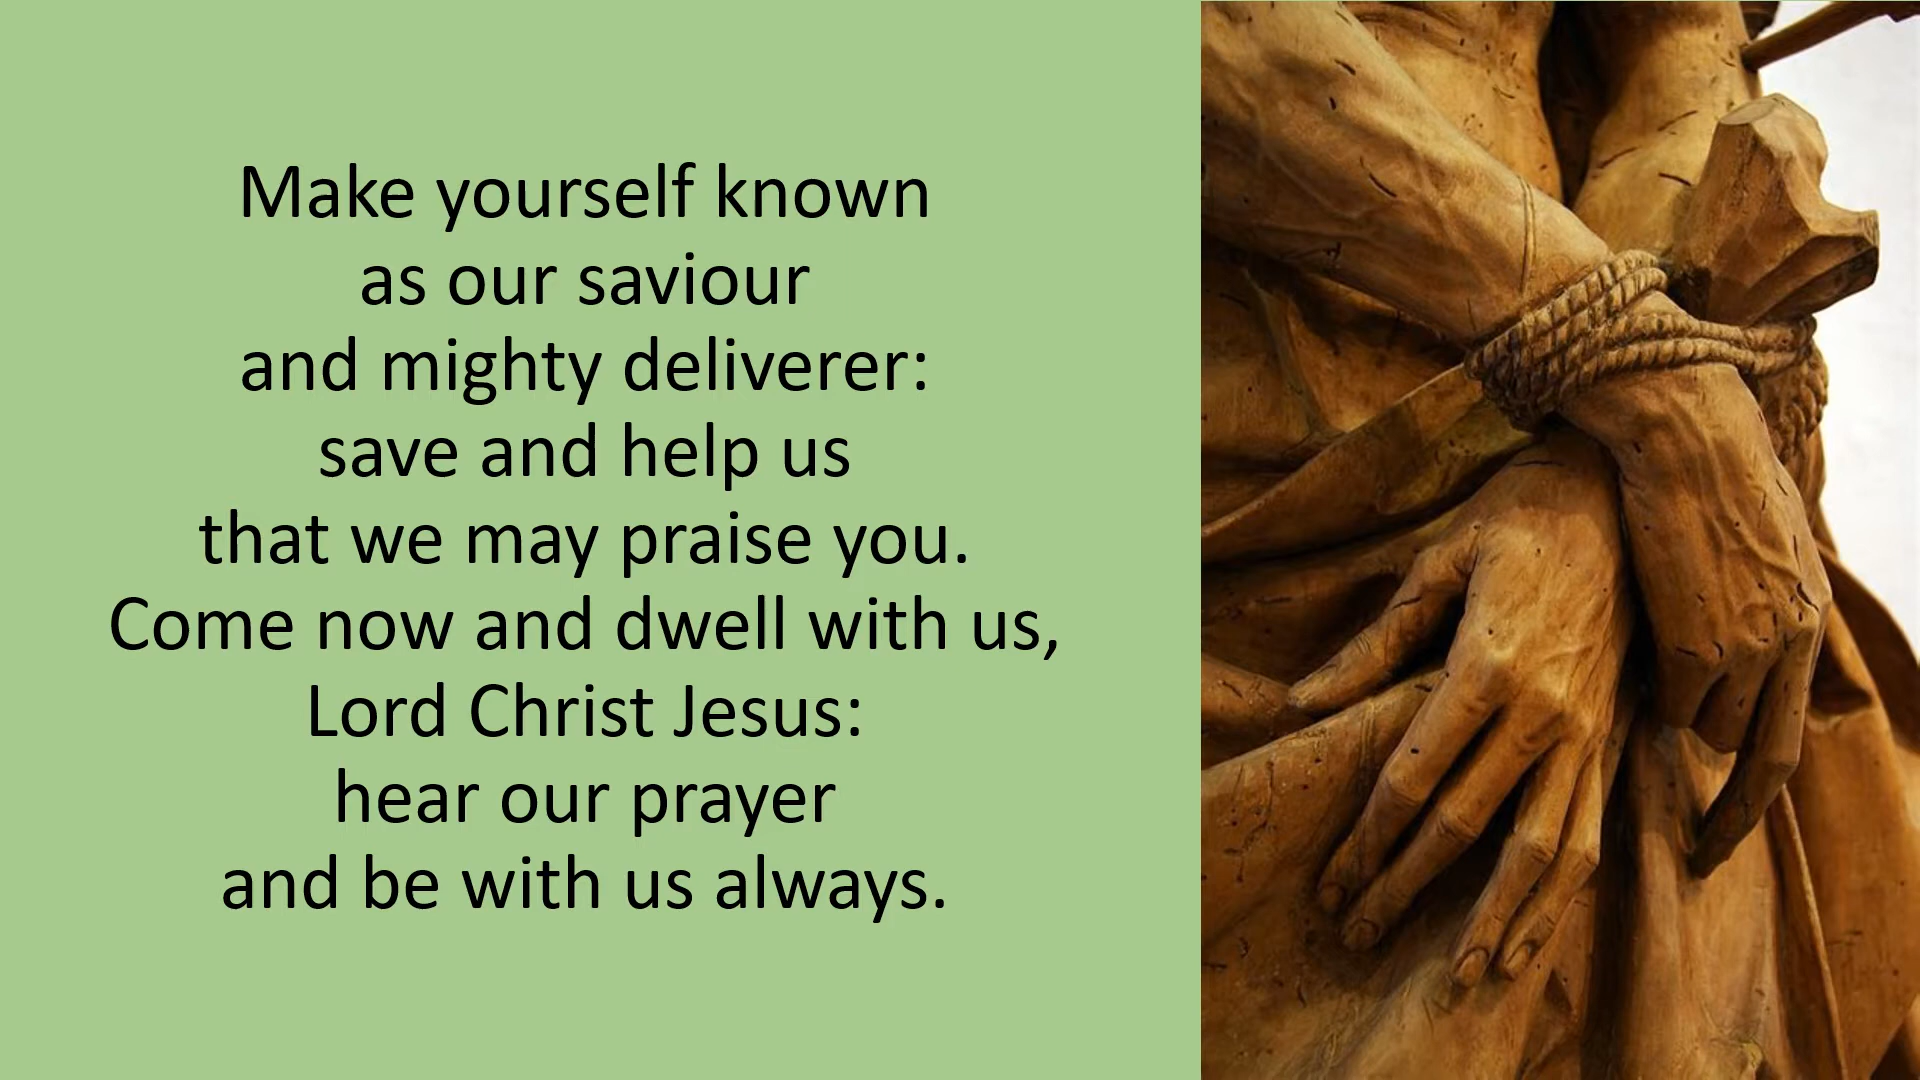 Make yourself known
as our saviour
and mighty deliverer:
save and help us
that we may praise you.
Come now and dwell with us,
Lord Christ Jesus:
hear our prayer
and be with us always.